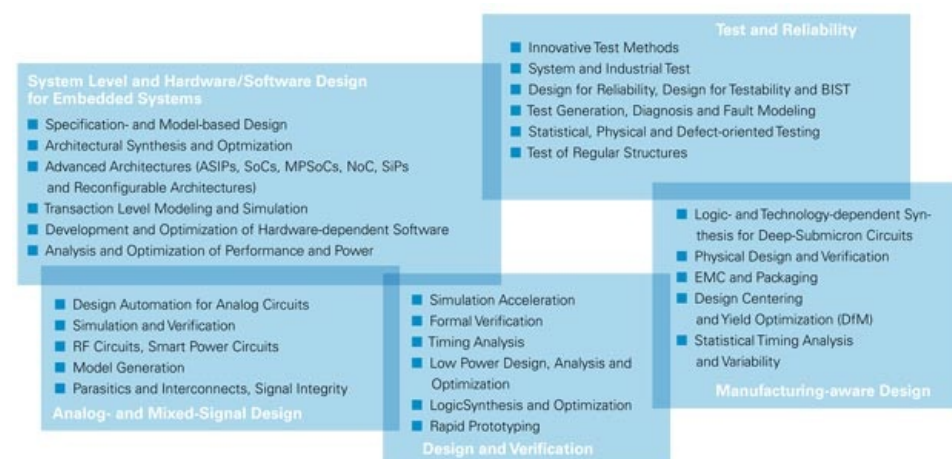 System Level and Hardware/Software Design
for Embedded Systems
Specification- and Model-based Design
Architectural Synthesis and Optmization
Advanced Architectures (ASIPs, SoCs, MPSoCs, NoC, SiPs
and Reconfigurable Architectures)
Transaction Level Modeling and Simulation
Development and Optimization of Hardware-dependent Software
Analysis and Optimization of Performance and Power
Test and Reliability
Innovative Test Methods
System and Industrial Test
Design for Reliability, Design for Testability and BIST
Test Generation, Diagnosis and Fault Modeling
Statistical, Physical and Defect-oriented Testing
Test of Regular Structures
Design Automation for Analog Circuits
Simulation and Verification
RF Circuits, Smart Power Circuits
Model Generation
Parasitics and Interconnects, Signal Integrity
Analog- and Mixed-Signal Design
Simulation Acceleration
Formal Verification
Timing Analysis
Low Power Design, Analysis and
Optimization
LogicSynthesis and Optimization
Rapid Prototyping
Design and Verification
Logic- and Technology-dependent Syn-
thesis for Deep-Submicron Circuits
Physical Design and Verification
EMC and Packaging
Design Centering
and Yield Optimization (DfM)
Statistical Timing Analysis
and Variability
Manufacturing-aware Design